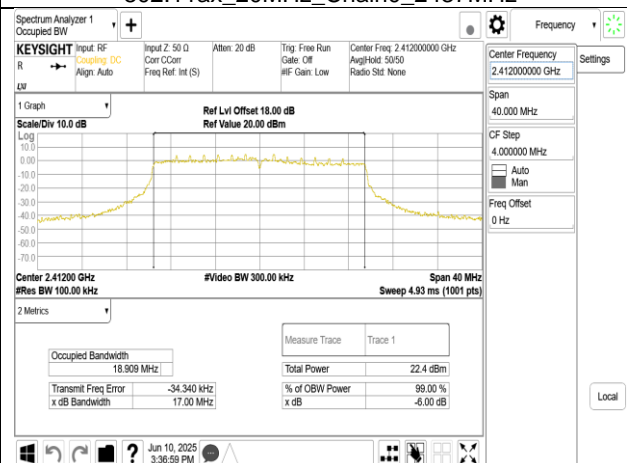 Spectrum Analyzer 1
Occupied BW
Frequency
KEYSIGHT
Input: RF
Coupling: DC
Align: Auto
Input Z: 50 Ω
Corr CCorr
Freq Ref: Int (S)
Atten: 20 dB
Trig: Free Run
Gate: Off
#IF Gain: Low
Center Freq: 2.412000000 GHz
Avg|Hold: 50/50
Radio Std: None
R
LXI
Center Frequency
2.412000000 GHz
Settings
Span
40.000 MHz
CF Step
4.000000 MHz
Auto
Man
Freq Offset
0 Hz
Local
1 Graph
Scale/Div 10.0 dB
Ref Lvl Offset 18.00 dB
Ref Value 20.00 dBm
Log
10.0
0.00
-10.0
-20.0
-30.0
-40.0
-50.0
-60.0
-70.0
Center 2.41200 GHz
#Res BW 100.00 kHz
#Video BW 300.00 kHz
Span 40 MHz
Sweep 4.93 ms (1001 pts)
2 Metrics
Measure Trace
Trace 1
Occupied Bandwidth
18.909 MHz
Total Power
22.4 dBm
Transmit Freq Error
-34.340 kHz
% of OBW Power
99.00 %
x dB Bandwidth
17.00 MHz
x dB
-6.00 dB
Jun 10, 2025
3:36:59 PM